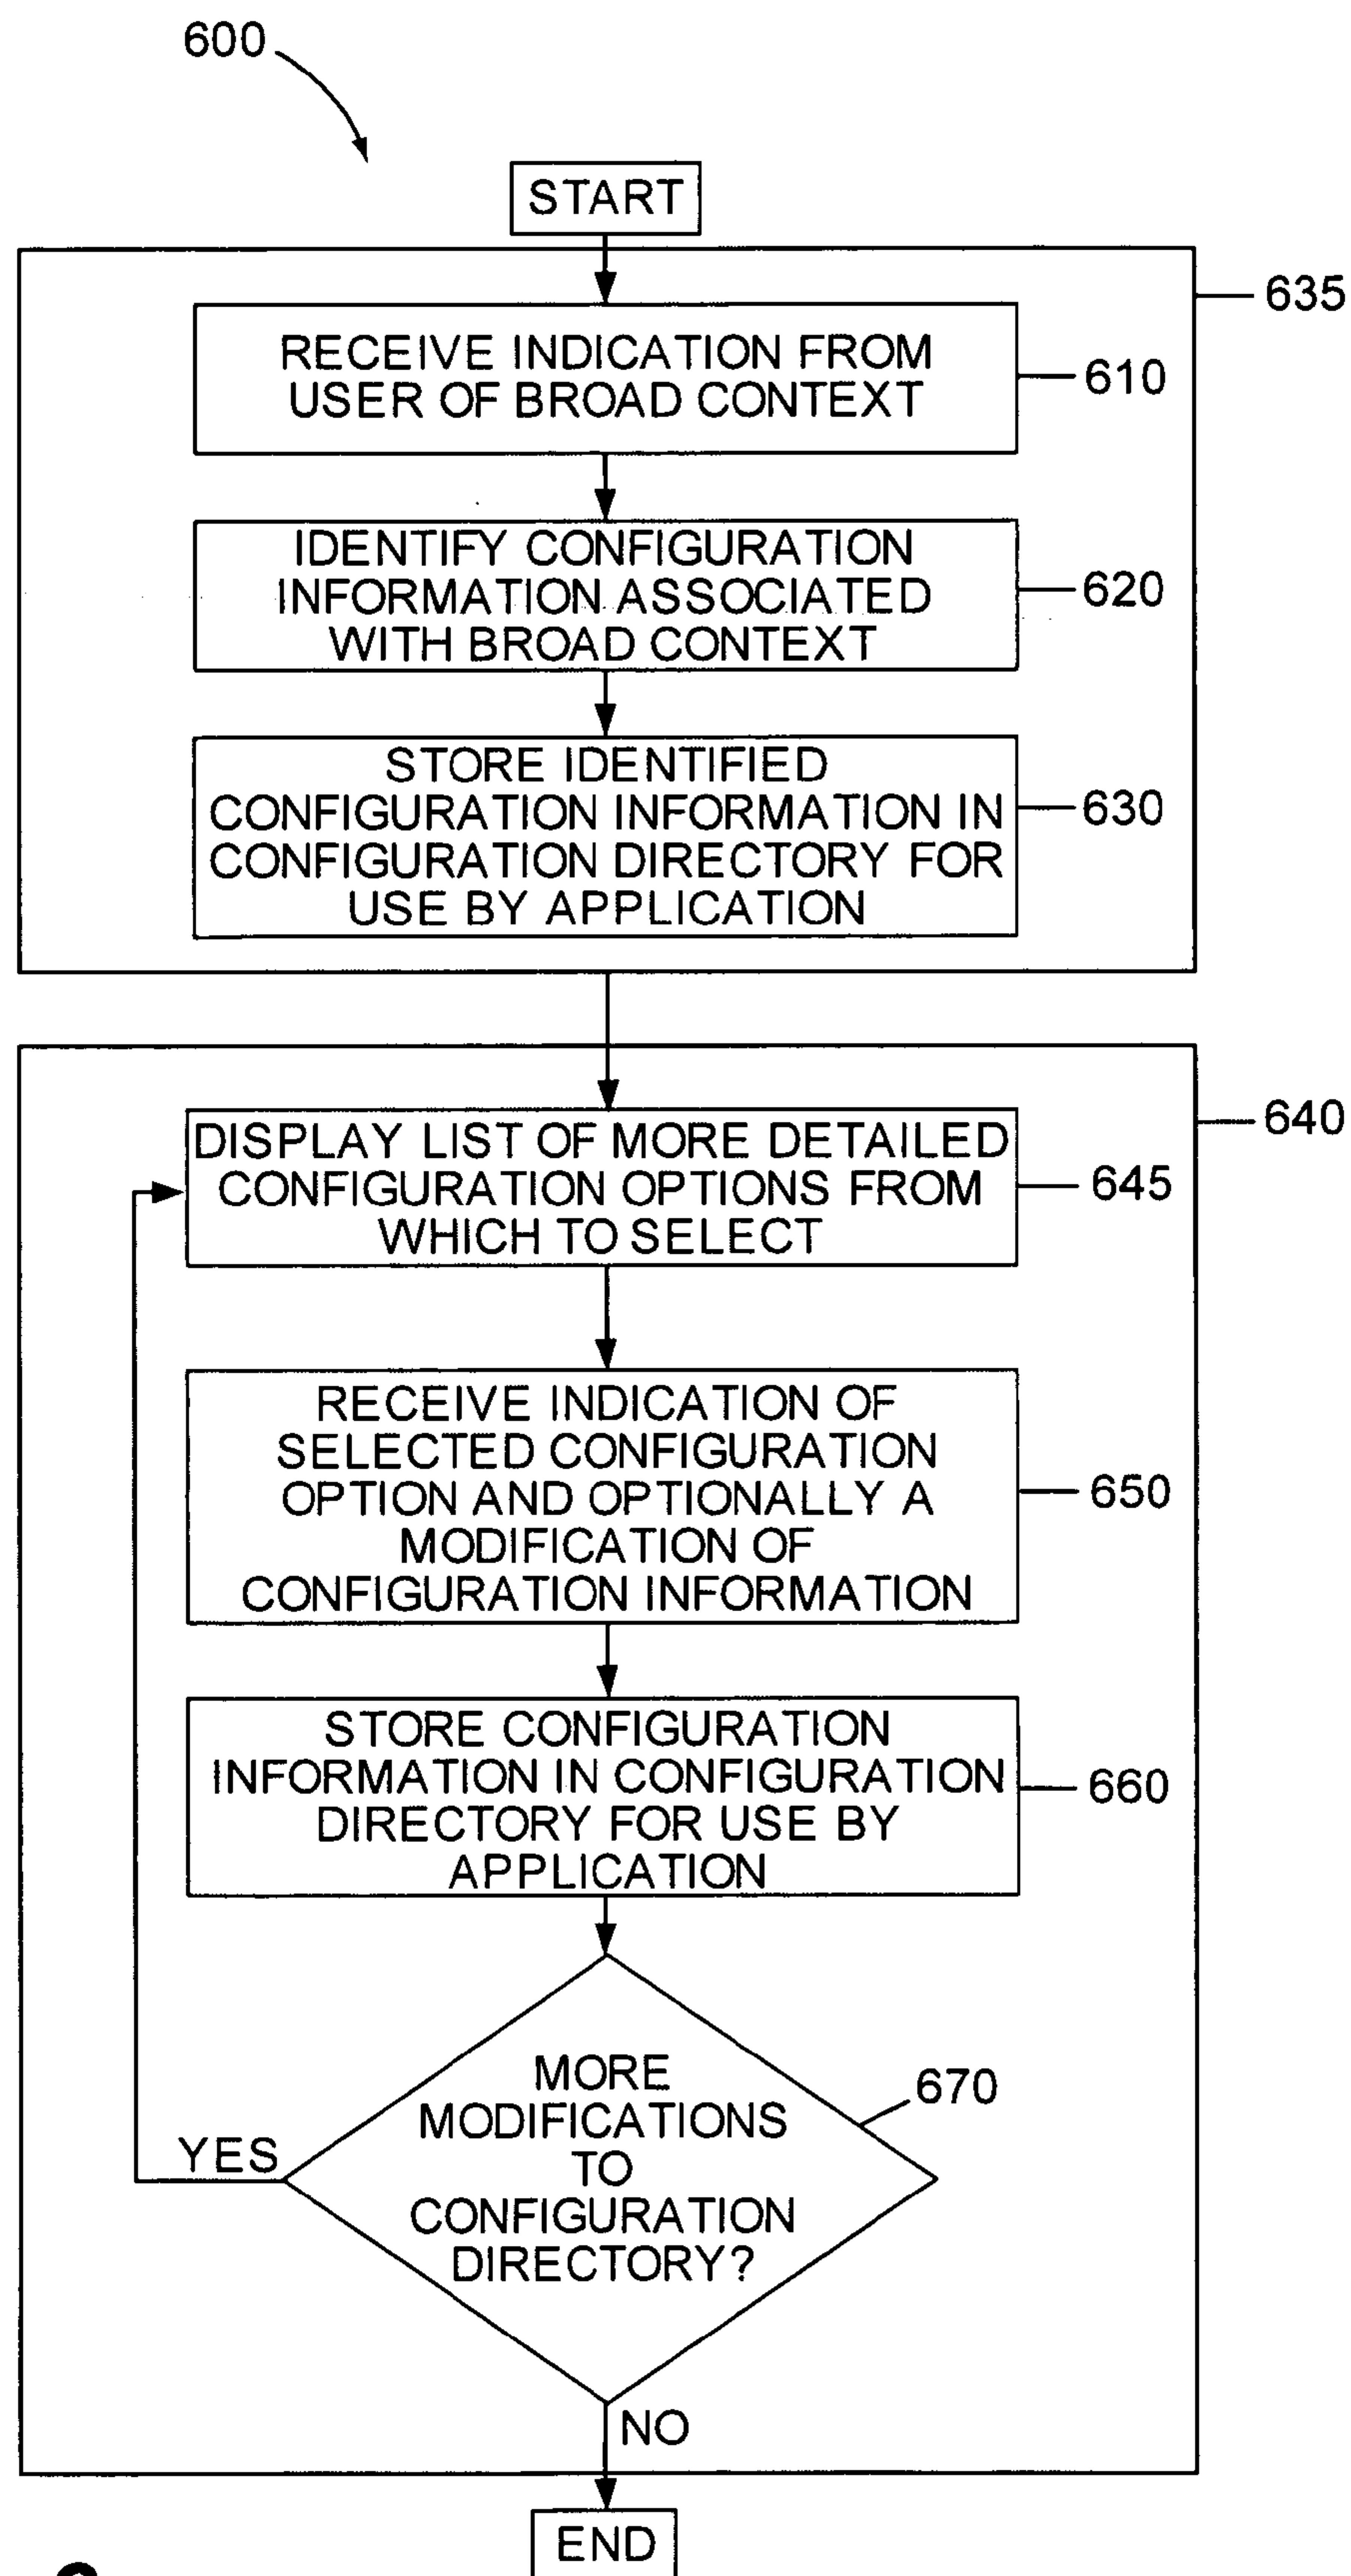 600
START
635
RECEIVE INDICATION FROM
USER OF BROAD CONTEXT
610
IDENTIFY CONFIGURATION
INFORMATION ASSOCIATED
WITH BROAD CONTEXT
620
STORE IDENTIFIED
CONFIGURATION INFORMATION IN
CONFIGURATION DIRECTORY FOR
USE BY APPLICATION
630
640
DISPLAY LIST OF MORE DETAILED
CONFIGURATION OPTIONS FROM
WHICH TO SELECT
645
RECEIVE INDICATION OF
SELECTED CONFIGURATION
OPTION AND OPTIONALLY A
MODIFICATION OF
CONFIGURATION INFORMATION
650
STORE CONFIGURATION
INFORMATION IN CONFIGURATION
DIRECTORY FOR USE BY
APPLICATION
660
MORE
MODIFICATIONS
TO
CONFIGURATION
DIRECTORY?
670
YES
NO
END